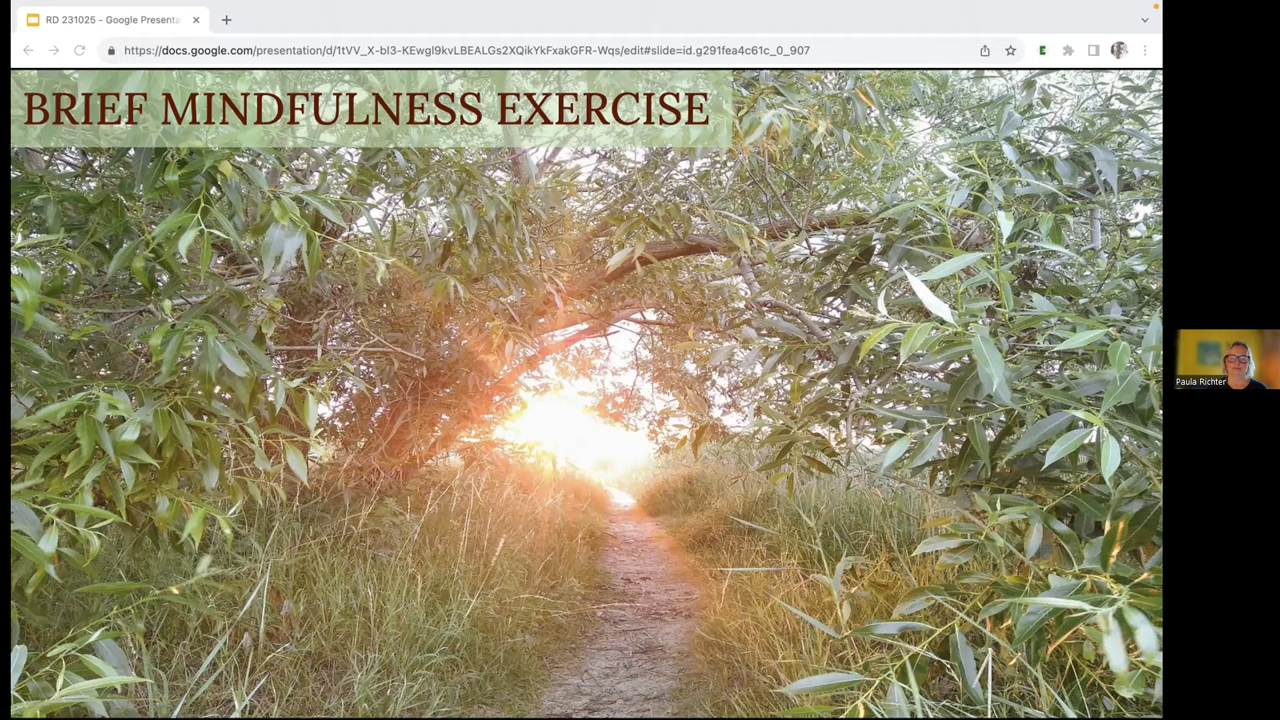 RD 231025 - Google Presenta
https://docs.google.com/presentation/d/1tVV_X-bl3-KEwgl9kvLBEALGs2XQikYkFxakGFR-Wqs/edit#slide=id.g291fea4c61c_0_907
BRIEF MINDFULNESS EXERCISE
Paula Richter